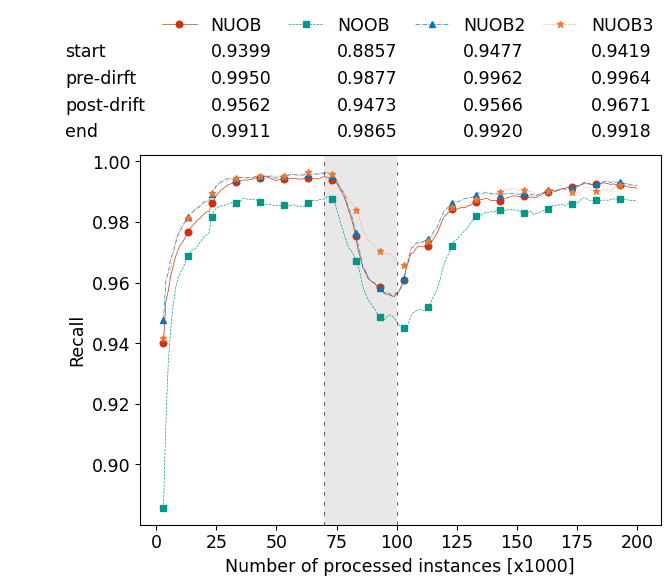 NUOB NOOB NUOB2 NUOB3
start 0.9399 0.8857 0.9477 0.9419
pre-dirft 0.9950 0.9877 0.9962 0.9964
post-drift 0.9562 0.9473 0.9566 0.9671
end 0.9911 0.9865 0.9920 0.9918
1.00
0.98
0.96
0.94
0.92
0.90
Recall
0 25 50 75 100 125 150 175 200
Number of processed instances [x1000]